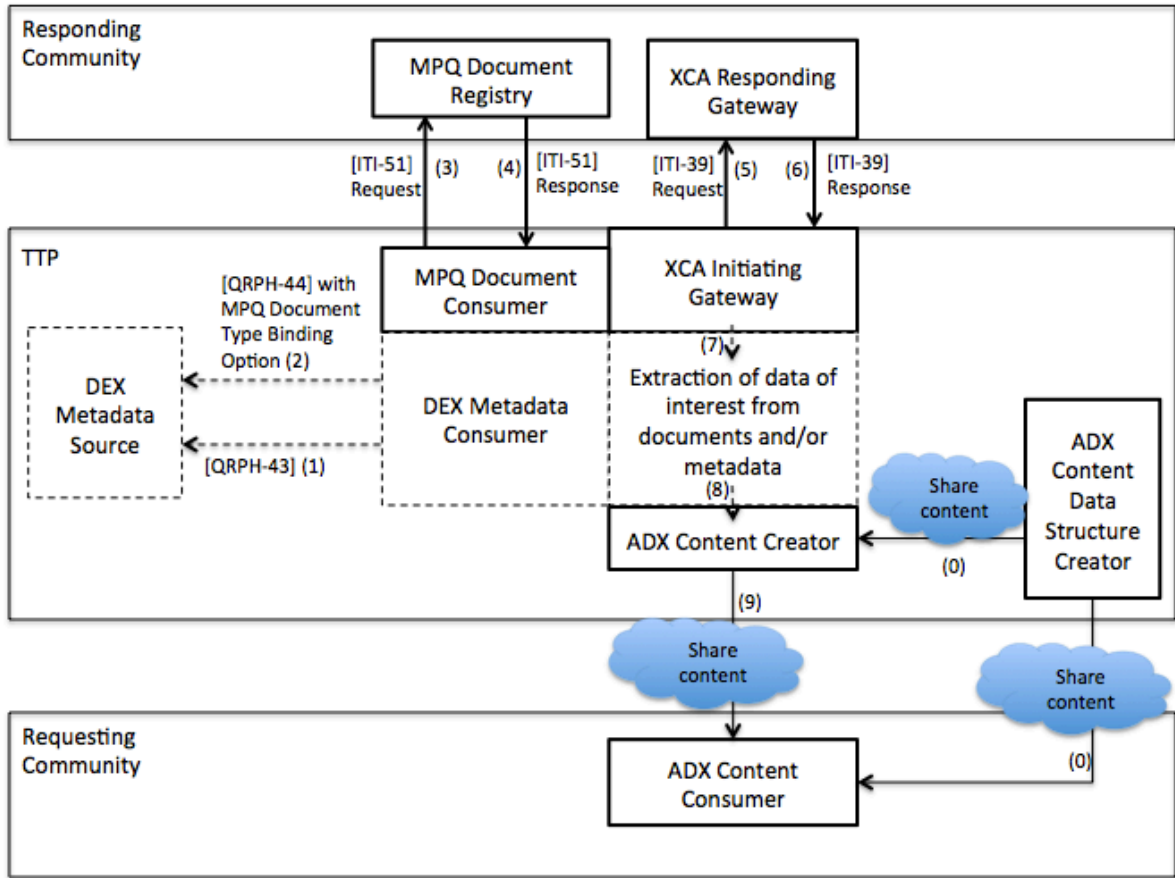 Responding
Community
MPQ Document
Registry
XCA Responding
Gateway
[ITI-51]
Request
(3)
(4)
[ITI-51]
Response
[ITI-39]
Request
(5)
(6)
[ITI-39]
Response
TTP
[QRPH-44] with
MPQ Document
Type Binding
Option (2)
MPQ Document
Consumer
XCA Initiating
Gateway
DEX
Metadata
Source
[QRPH-43] (1)
DEX Metadata
Consumer
(7)
Extraction of data of
interest from
documents and/or
metadata
(8)
ADX Content Creator
Share
content
(0)
ADX
Content
Data
Structure
Creator
(9)
Share
content
Share
content
(0)
Requesting
Community
ADX Content
Consumer